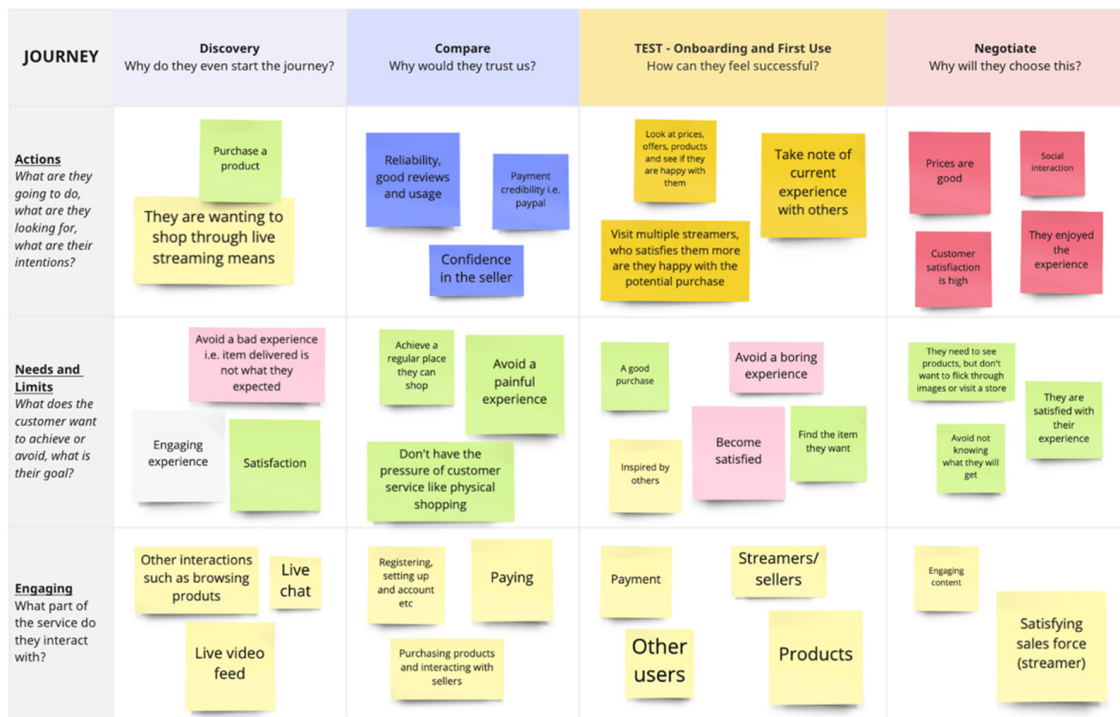 JOURNEY
Discovery
Why do they even start the journey?
Compare
Why would they trust us?
TEST - Onboarding and First Use
How can they feel successful?
Negotiate
Why will they choose this?
Actions
What are they
going to do,
what are they
looking for,
what are their
intentions?
Purchase a
product
They are wanting to
shop through live
streaming means
Reliability,
good reviews
and usage
Payment
credibility i.e.
paypal
Confidence
in the seller
Look at prices,
offers, products
and see if they
are happy with
them
Take note of
current
experience
with others
Visit multiple streamers,
who satisfies them more
are they happy with the
potential purchase
Prices are
good
Social
interaction
Customer
satisfiaction
is high
They enjoyed
the
experience
Needs and
Limits
What does the
customer want
to achieve or
avoid, what is
their goal?
Avoid a bad experience
i.e. item delivered is
not what they
expected
Engaging
experience
Satisfaction
Achieve a
regular place
they can
shop
Avoid a
painful
experience
Don't have the
pressure of customer
service like physical
shopping
A good
purchase
Avoid a boring
experience
Inspired by
others
Become
satisfied
Find the item
they want
They need to see
products, but don't
want to flick through
images or visit a store
They are
satisfied with
their
experience
Avoid not
knowing
what they will
get
Engaging
What part of
the service do
they interact
with?
Other interactions
such as browsing
produts
Live
chat
Live video
feed
Registering,
setting up
and account
etc
Paying
Purchasing products
and interacting with
sellers
Payment
Streamers/
sellers
Other
users
Products
Engaging
content
Satisfying
sales force
(streamer)